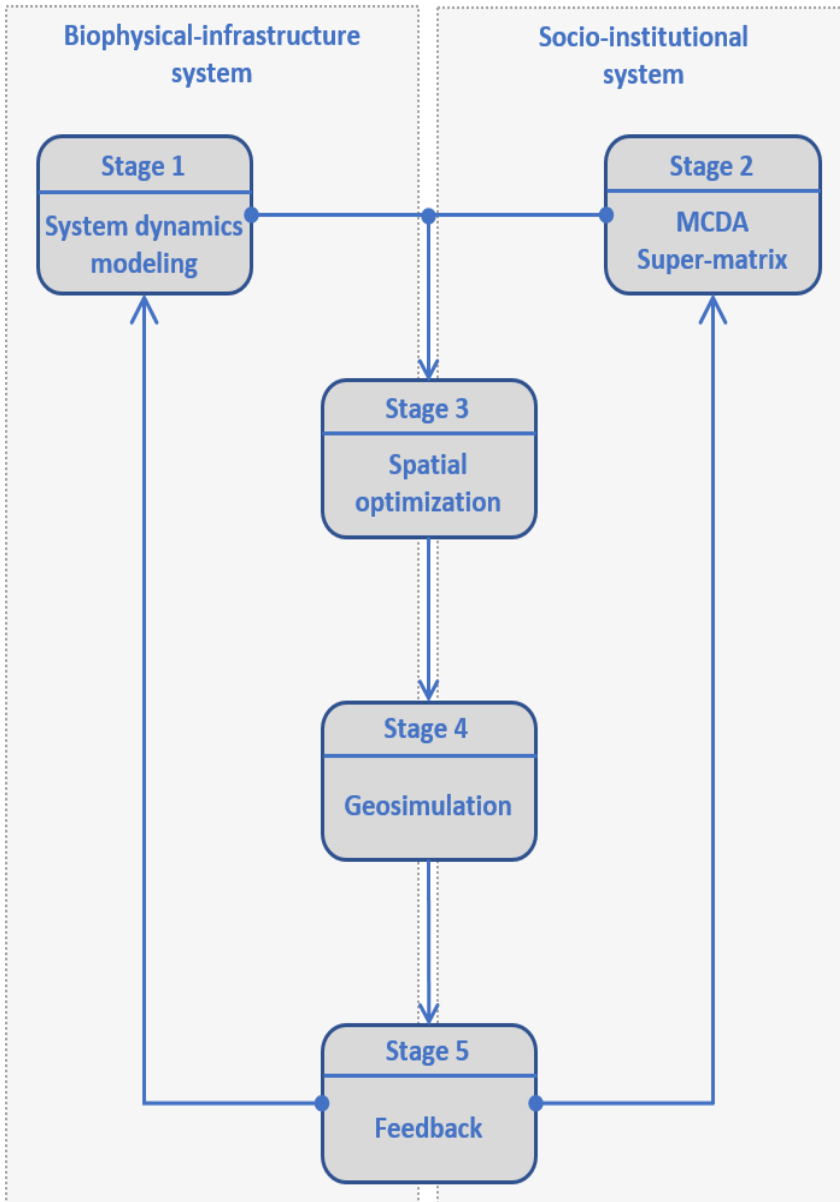 Biophysical-infrastructure
system
Socio-institutional
system
Stage 1
System dynamics
modeling
Stage 2
MCDA
Super-matrix
Stage 3
Spatial
optimization
Stage 4
Geosimulation
Stage 5
Feedback